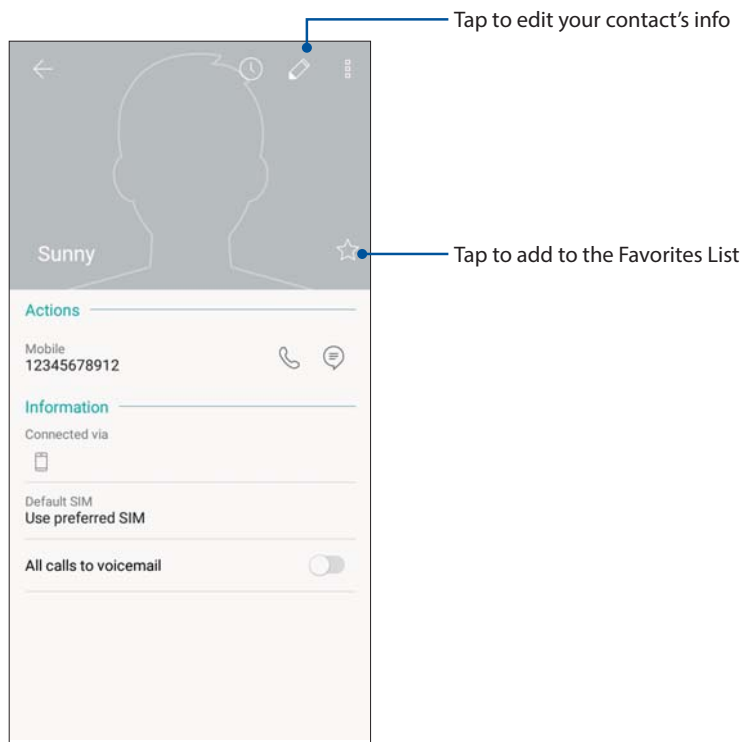 Tap to edit your contact’s info
Sunny
Tap to add to the Favorites List
Actions
Mobile
12345678912
Information
Connected via
Default SIM
Use preferred SIM
All calls to voicemail